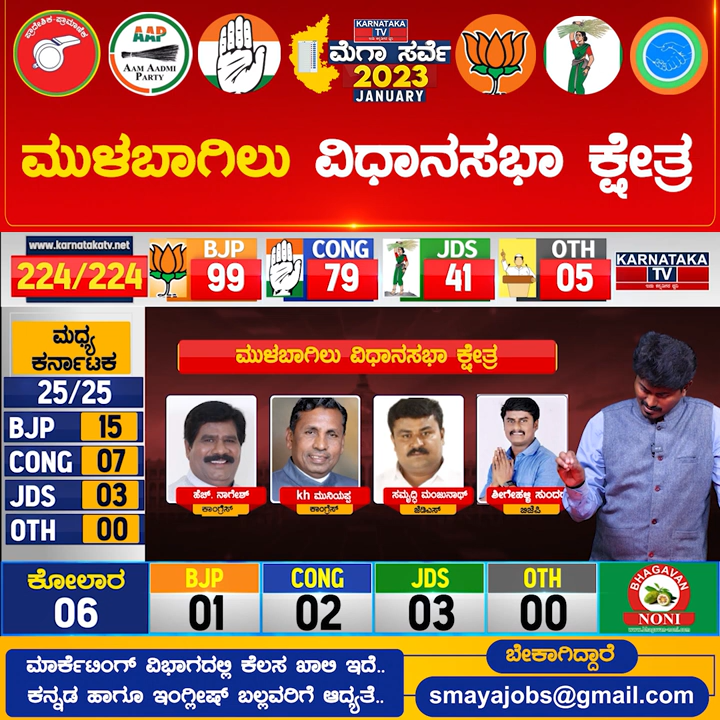 ಪ್ರಾದೇಶಿಕ-ಪ್ರಾಮಾಣಿಕ
AAP
AAM AADMI
PARTY
KARNATAKA
TV
ಮೆಗಾ ಸರ್ವೆ
2023
JANUARY
ಮುಳಬಾಗಿಲು ವಿಧಾನಸಭಾ ಕ್ಷೇತ್ರ
www.karnatakatv.net
224/224
BJP
99
CONG
79
JDS
41
OTH
05
KARNATAKA
TV
ಮಧ್ಯ
ಕರ್ನಾಟಕ
25/25
BJP 15
CONG 07
JDS 03
OTH 00
ಮುಳಬಾಗಿಲು ವಿಧಾನಸಭಾ ಕ್ಷೇತ್ರ
ಹೆಚ್. ನಾಗೇಶ್
ಕಾಂಗ್ರೆಸ್
kh ಮುನಿಯಪ್ಪ
ಕಾಂಗ್ರೆಸ್
ಸಮೃದ್ಧಿ ಮಂಜುನಾಥ್
ಜೆಡಿಎಸ್
ಶೀಗೇಹಳ್ಳಿ ಸುಂದರ
ಬಿಜೆಪಿ
ಕೋಲಾರ
06
BJP
01
CONG
02
JDS
03
OTH
00
BHAGAVAN
NONI
ಮಾರ್ಕೆಟಿಂಗ್ ವಿಭಾಗದಲ್ಲಿ ಕೆಲಸ ಖಾಲಿ ಇದೆ..
ಕನ್ನಡ ಹಾಗೂ ಇಂಗ್ಲೀಷ್ ಬಲ್ಲವರಿಗೆ ಆದ್ಯತೆ..
ಬೇಕಾಗಿದ್ದಾರೆ
smayajobs@gmail.com